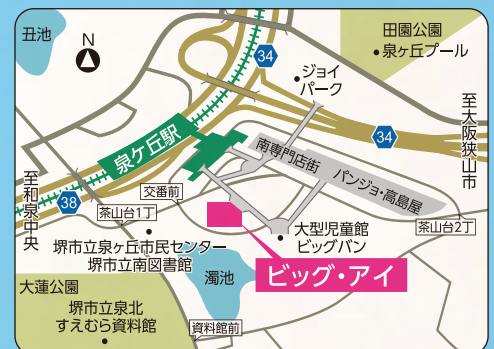 丑池
N
34
田園公園
泉ヶ丘プール
ジョイ
パーク
34
至大阪狭山市
泉ケ丘駅
南専門店街
パンジョ・高島屋
至和泉中央
38
交番前
茶山台1丁
茶山台2丁
大型児童館
ビッグバン
堺市立泉ヶ丘市民センター
堺市立南図書館
ビッグ・アイ
濁池
大蓮公園
堺市立泉北
すえむら資料館
資料館前